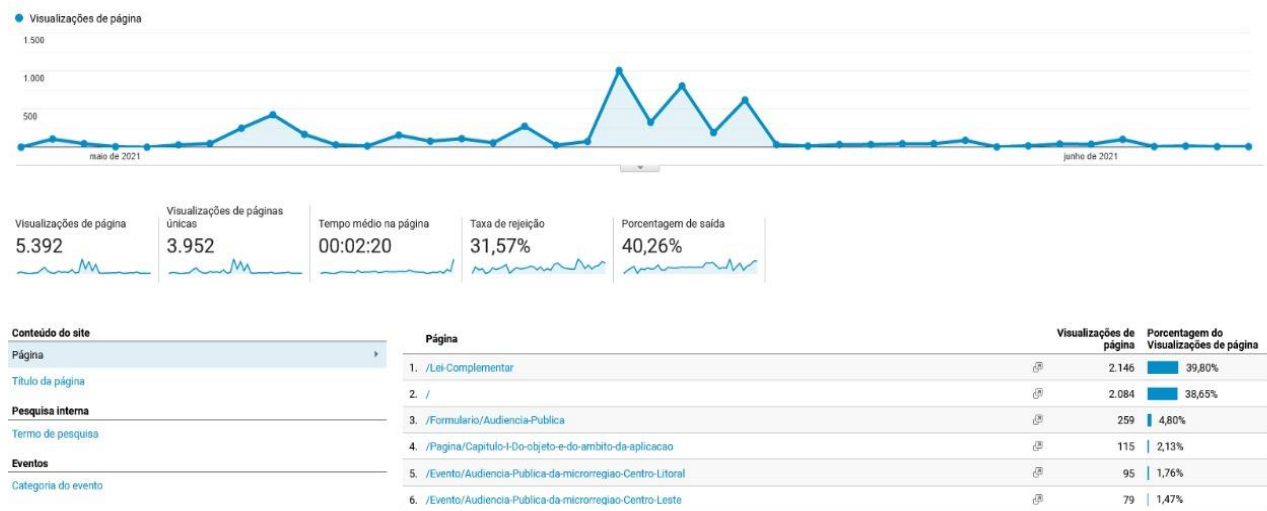 Visualizações de página
1.500
1.000
500
maio de 2021
junho de 2021
Visualizações de página
5.392
Visualizações de páginas
únicas
3.952
Tempo médio na página
00:02:20
Taxa de rejeição
31,57%
Porcentagem de saída
40,26%
Conteúdo do site
Página
Título da página
Pesquisa interna
Termo de pesquisa
Eventos
Categoria do evento
Página
Visualizações de
página
Porcentagem do
Visualizações de página
1. /Lei-Complementar 2.146 39,80%
2. / 2.084 38,65%
3. /Formulario/Audiencia-Publica 259 4,80%
4. /Pagina/Capitulo-I-Do-objeto-e-do-ambito-da-aplicacao 115 2,13%
5. /Evento/Audiencia-Publica-da-microrregiao-Centro-Litoral 95 1,76%
6. /Evento/Audiencia-Publica-da-microrregiao-Centro-Leste 79 1,47%